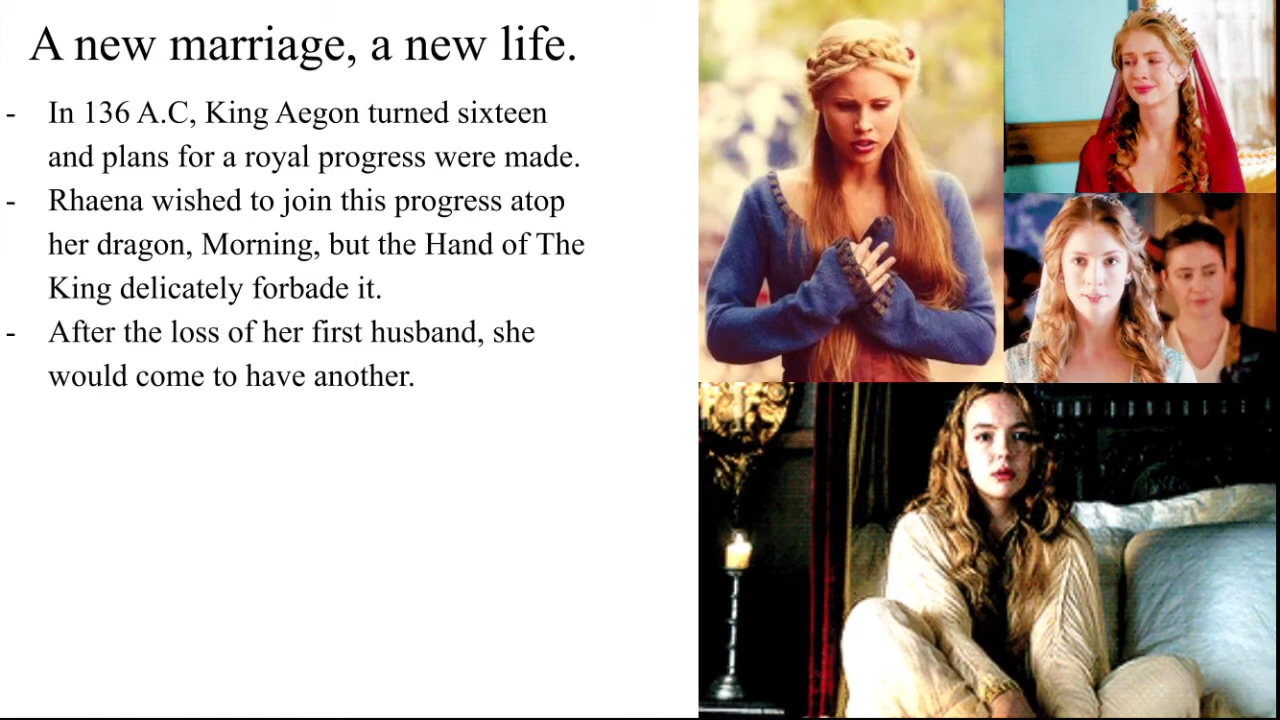 A new marriage, a new life.
- In 136 A.C, King Aegon turned sixteen
and plans for a royal progress were made.
- Rhaena wished to join this progress atop
her dragon, Morning, but the Hand of The
King delicately forbade it.
- After the loss of her first husband, she
would come to have another.